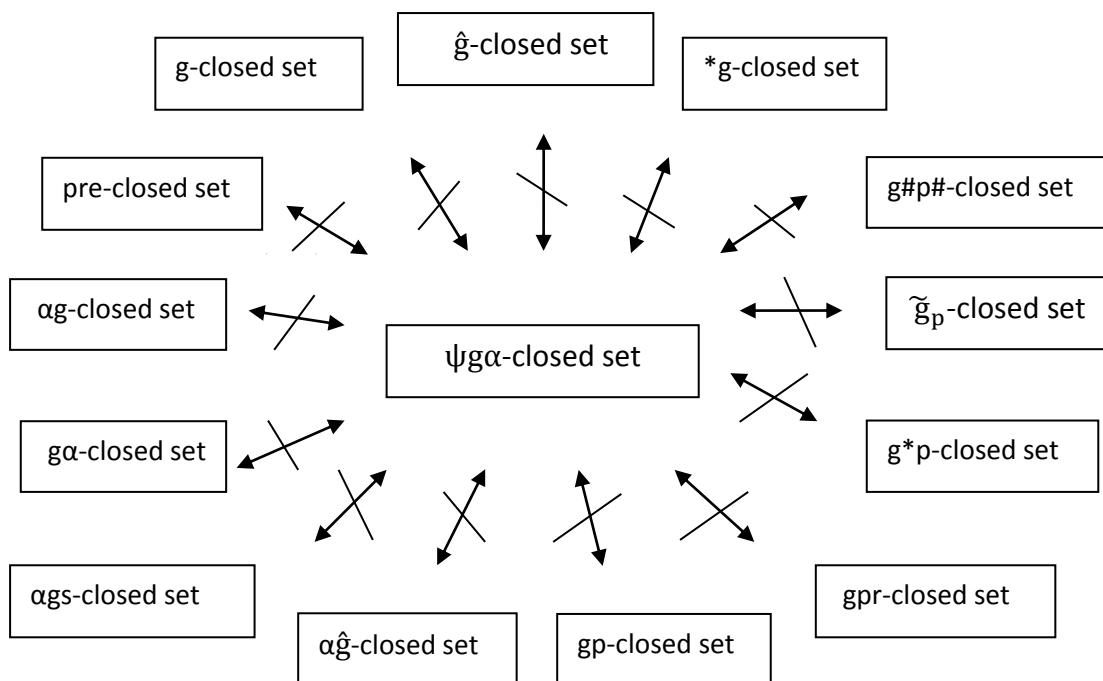 ĝ-closed set
g-closed set
*g-closed set
pre-closed set
g#p#-closed set
αg-closed set
g̃ₚ-closed set
ψgα-closed set
gα-closed set
g*p-closed set
αgs-closed set
gpr-closed set
αĝ-closed set
gp-closed set